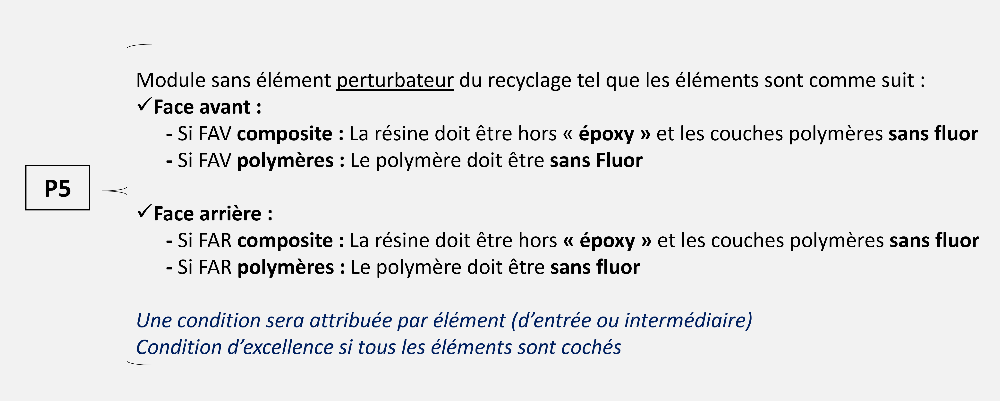 P5
Module sans élément perturbateur du recyclage tel que les éléments sont comme suit :
✓Face avant :
- Si FAV composite : La résine doit être hors « époxy » et les couches polymères sans fluor
- Si FAV polymères : Le polymère doit être sans Fluor
✓Face arrière :
- Si FAR composite : La résine doit être hors « époxy » et les couches polymères sans fluor
- Si FAR polymères : Le polymère doit être sans fluor
Une condition sera attribuée par élément (d’entrée ou intermédiaire)
Condition d’excellence si tous les éléments sont cochés